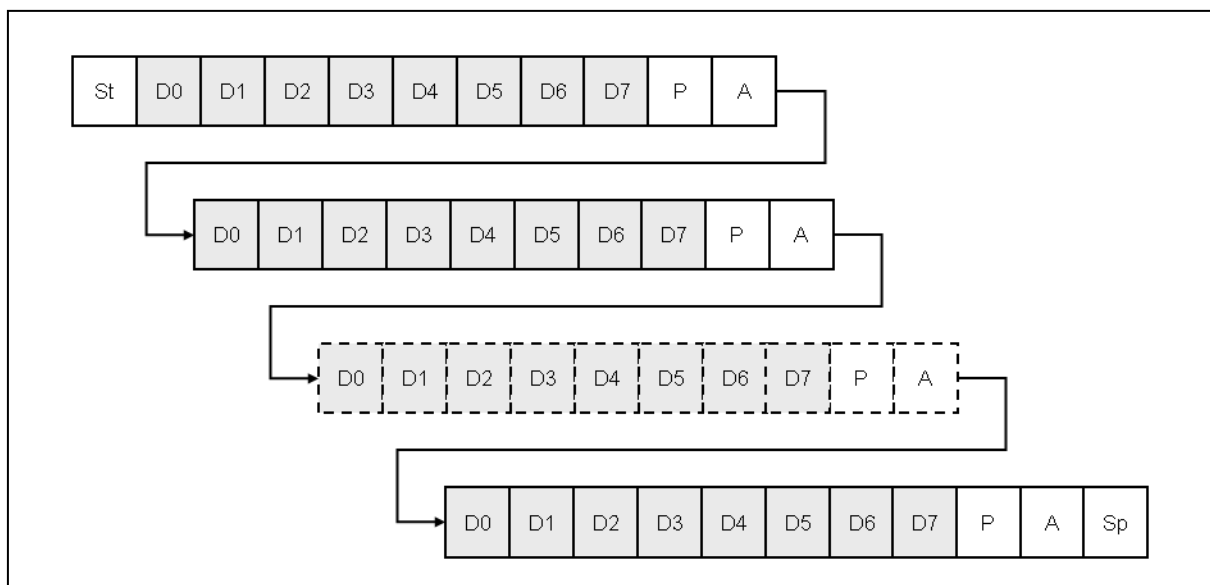 St D0 D1 D2 D3 D4 D5 D6 D7 P A
D0 D1 D2 D3 D4 D5 D6 D7 P A
D0 D1 D2 D3 D4 D5 D6 D7 P A
D0 D1 D2 D3 D4 D5 D6 D7 P A Sp